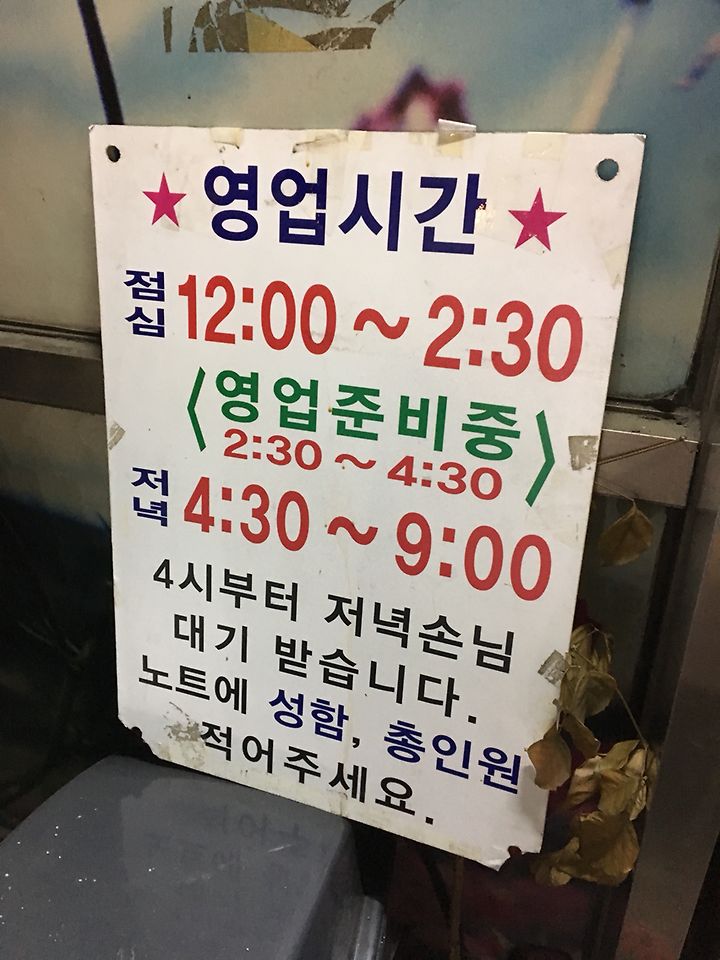 ★ 영업시간 ★
점심 12:00 ~ 2:30
〈영업준비중〉
2:30 ~ 4:30
저녁 4:30 ~ 9:00
4시부터 저녁손님
대기 받습니다.
노트에 성함, 총인원
적어주세요.